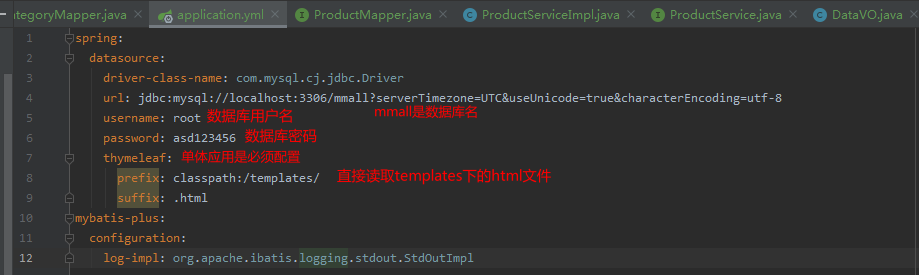 ategoryMapper.java application.yml ProductMapper.java ProductServiceImpl.java ProductService.java DataVO.java
1 spring:
2 datasource:
3 driver-class-name: com.mysql.cj.jdbc.Driver
4 url: jdbc:mysql://localhost:3306/mmall?serverTimezone=UTC&useUnicode=true&characterEncoding=utf-8
5 username: root 数据库用户名 mmall是数据库名
6 password: asd123456 数据库密码
7 thymeleaf: 单体应用是必须配置
8 prefix: classpath:/templates/ 直接读取templates下的html文件
9 suffix: .html
10 mybatis-plus:
11 configuration:
12 log-impl: org.apache.ibatis.logging.stdout.StdOutImpl